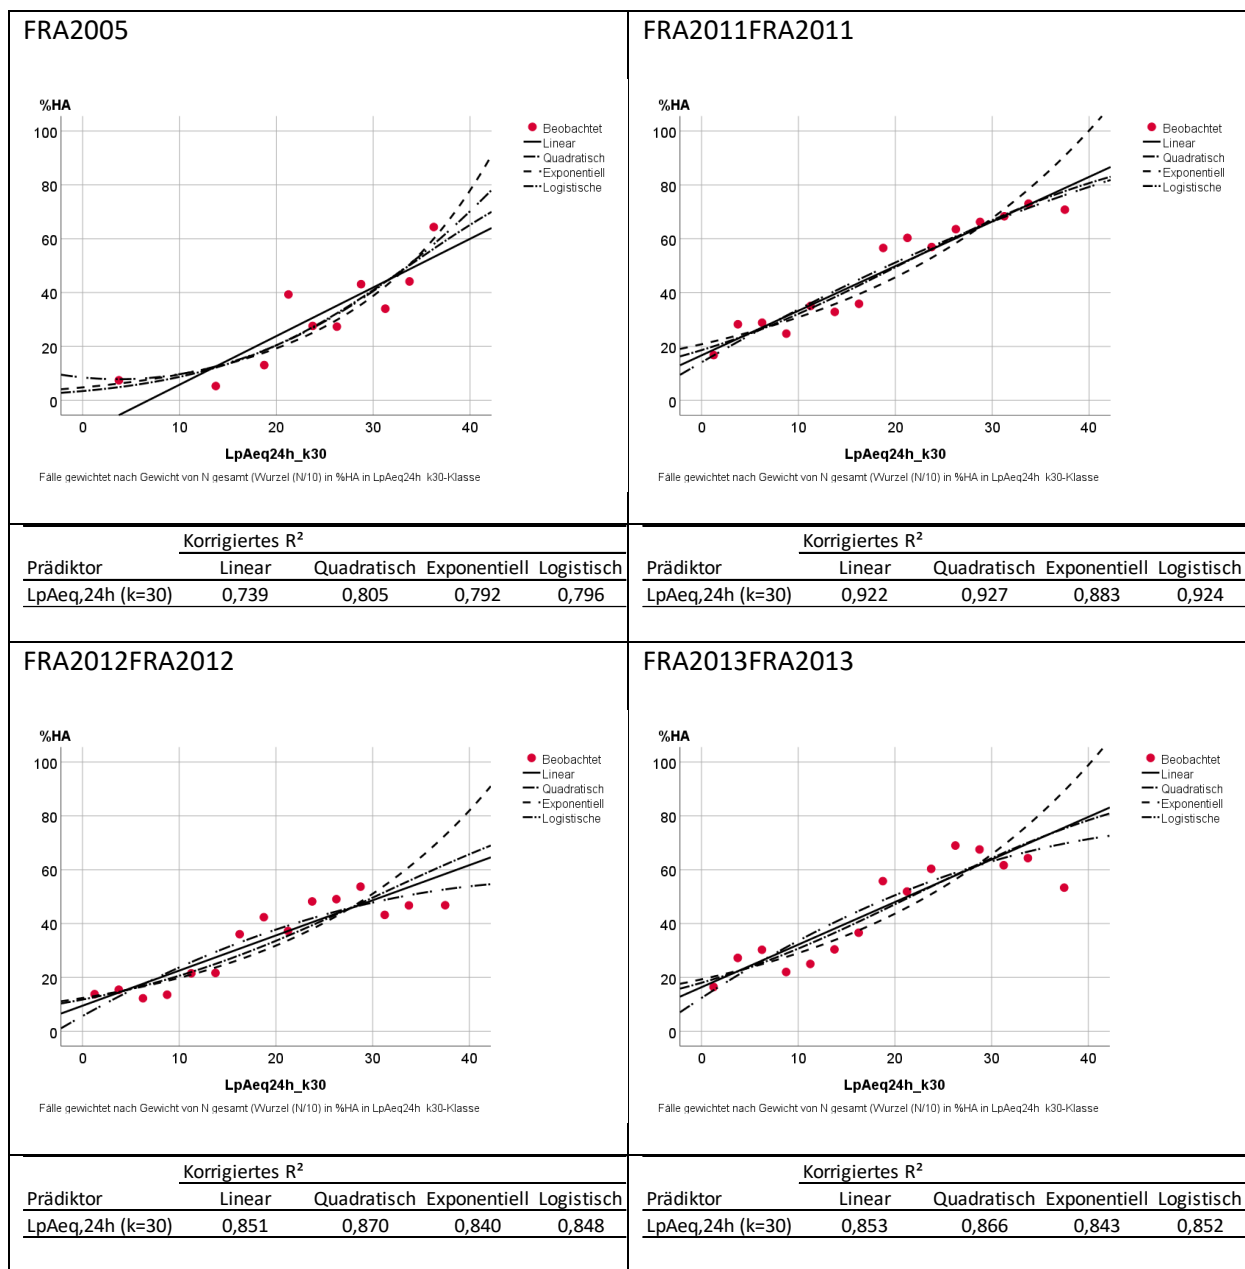 FRA2005
%HA
100
80
60
40
20
0
0 10 20 30 40
LpAeq24h_k30
Beobachtet
Linear
Quadratisch
Exponentiell
Logistische
Fälle gewichtet nach Gewicht von N gesamt (Wurzel (N/10) in %HA in LpAeq24h_k30-Klasse
Korrigiertes R²
Prädiktor Linear Quadratisch Exponentiell Logistisch
LpAeq,24h (k=30) 0,739 0,805 0,792 0,796
FRA2011FRA2011
%HA
100
80
60
40
20
0
0 10 20 30 40
LpAeq24h_k30
Beobachtet
Linear
Quadratisch
Exponentiell
Logistische
Fälle gewichtet nach Gewicht von N gesamt (Wurzel (N/10) in %HA in LpAeq24h_k30-Klasse
Korrigiertes R²
Prädiktor Linear Quadratisch Exponentiell Logistisch
LpAeq,24h (k=30) 0,922 0,927 0,883 0,924
FRA2012FRA2012
%HA
100
80
60
40
20
0
0 10 20 30 40
LpAeq24h_k30
Beobachtet
Linear
Quadratisch
Exponentiell
Logistische
Fälle gewichtet nach Gewicht von N gesamt (Wurzel (N/10) in %HA in LpAeq24h_k30-Klasse
Korrigiertes R²
Prädiktor Linear Quadratisch Exponentiell Logistisch
LpAeq,24h (k=30) 0,851 0,870 0,840 0,848
FRA2013FRA2013
%HA
100
80
60
40
20
0
0 10 20 30 40
LpAeq24h_k30
Beobachtet
Linear
Quadratisch
Exponentiell
Logistische
Fälle gewichtet nach Gewicht von N gesamt (Wurzel (N/10) in %HA in LpAeq24h_k30-Klasse
Korrigiertes R²
Prädiktor Linear Quadratisch Exponentiell Logistisch
LpAeq,24h (k=30) 0,853 0,866 0,843 0,852